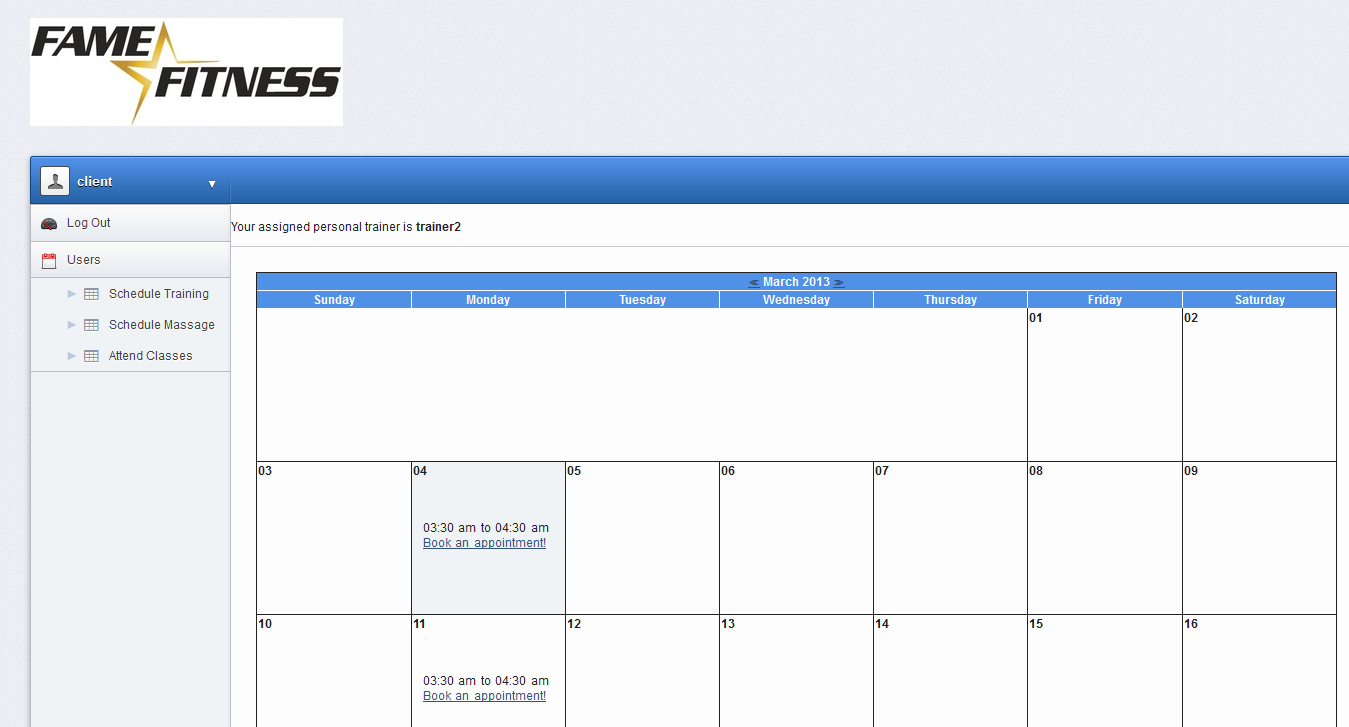 FAME
FITNESS
client
Log Out
Your assigned personal trainer is trainer2
Users
Schedule Training
Schedule Massage
Attend Classes
≤ March 2013 ≥
Sunday Monday Tuesday Wednesday Thursday Friday Saturday
01 02
03 04 05 06 07 08 09
03:30 am to 04:30 am
Book an appointment!
10 11 12 13 14 15 16
03:30 am to 04:30 am
Book an appointment!